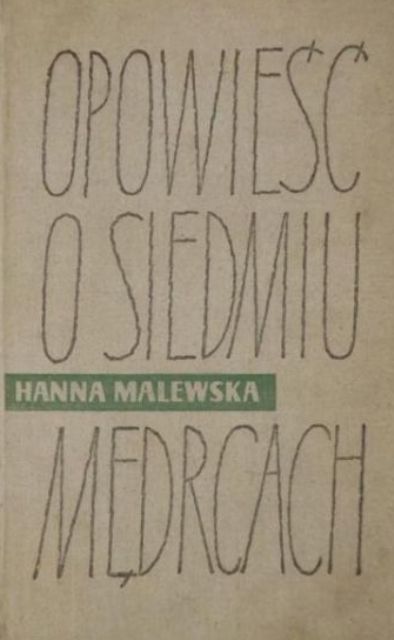 OPOWIEŚĆ
O SIEDMIU
HANNA MALEWSKA
MĘDRCACH